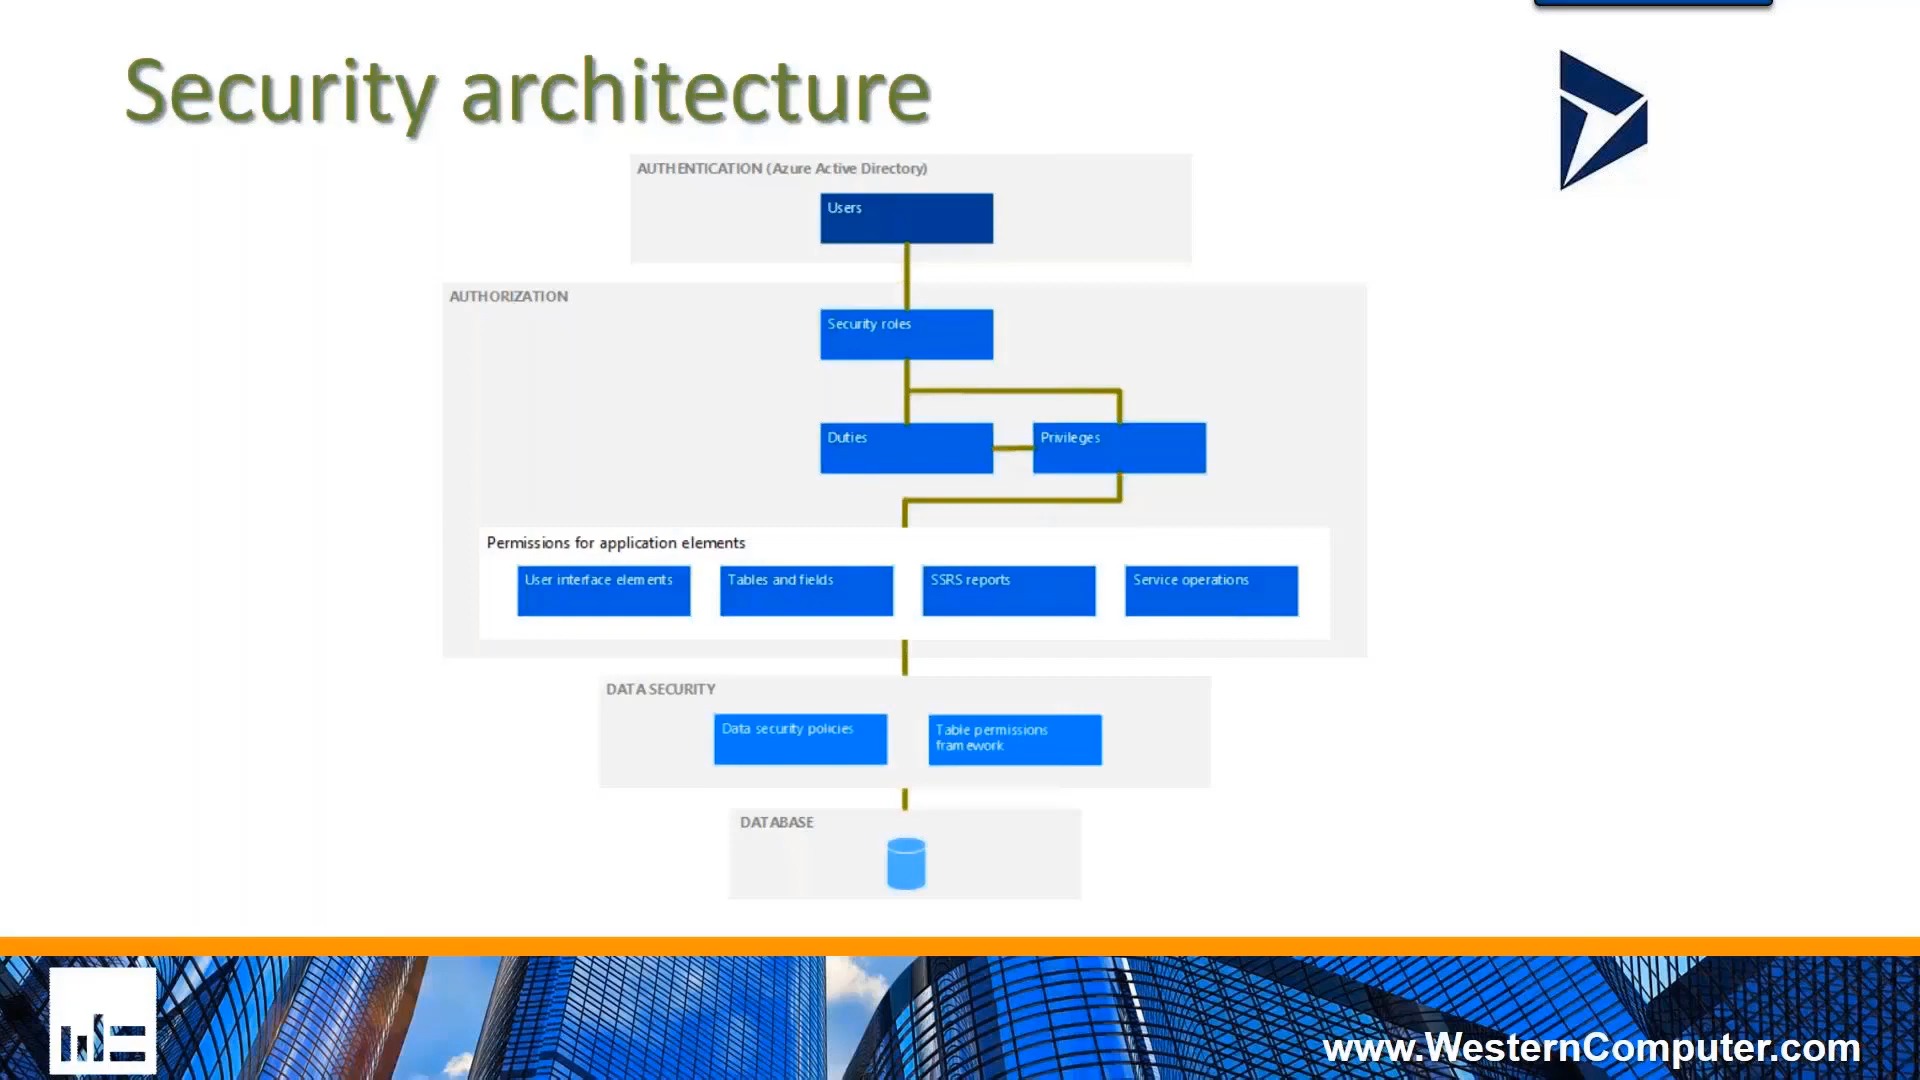 Security architecture
AUTHENTICATION (Azure Active Directory)
Users
AUTHORIZATION
Security roles
Duties
Privileges
Permissions for application elements
User interface elements
Tables and fields
SSRS reports
Service operations
DATA SECURITY
Data security policies
Table permissions
framework
DATABASE
www.WesternComputer.com